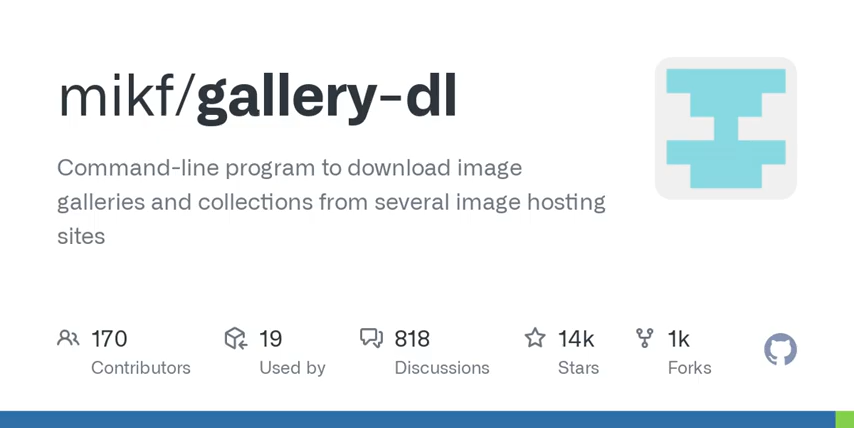 mikf/gallery-dl
Command-line program to download image
galleries and collections from several image hosting
sites
170 19 818 14k 1k
Contributors Used by Discussions Stars Forks